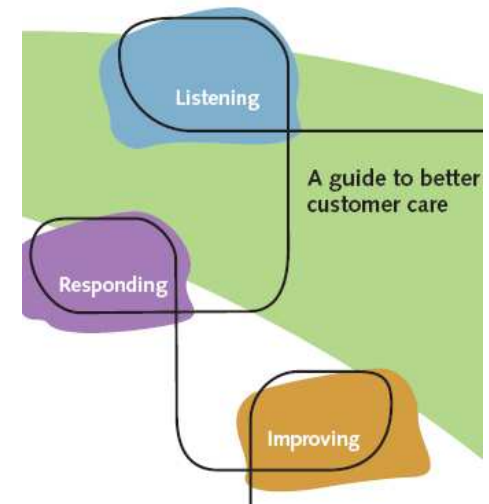 Listening
A guide to better
customer care
Responding
Improving